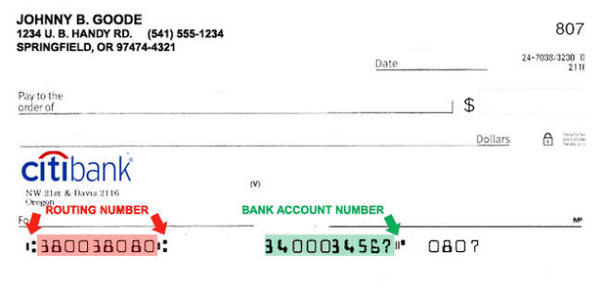 JOHNNY B. GOODE
1234 U. B. HANDY RD. (541) 555-1234
SPRINGFIELD, OR 97474-4321
807
24-7038/3230 0
2116
Date
Pay to the
order of
$
Dollars
citibank
NW 21st & Davis 2116
Oregon
(V)
ROUTING NUMBER
BANK ACCOUNT NUMBER
MP
⑆380038080⑆ 3400034567⑈ 0807